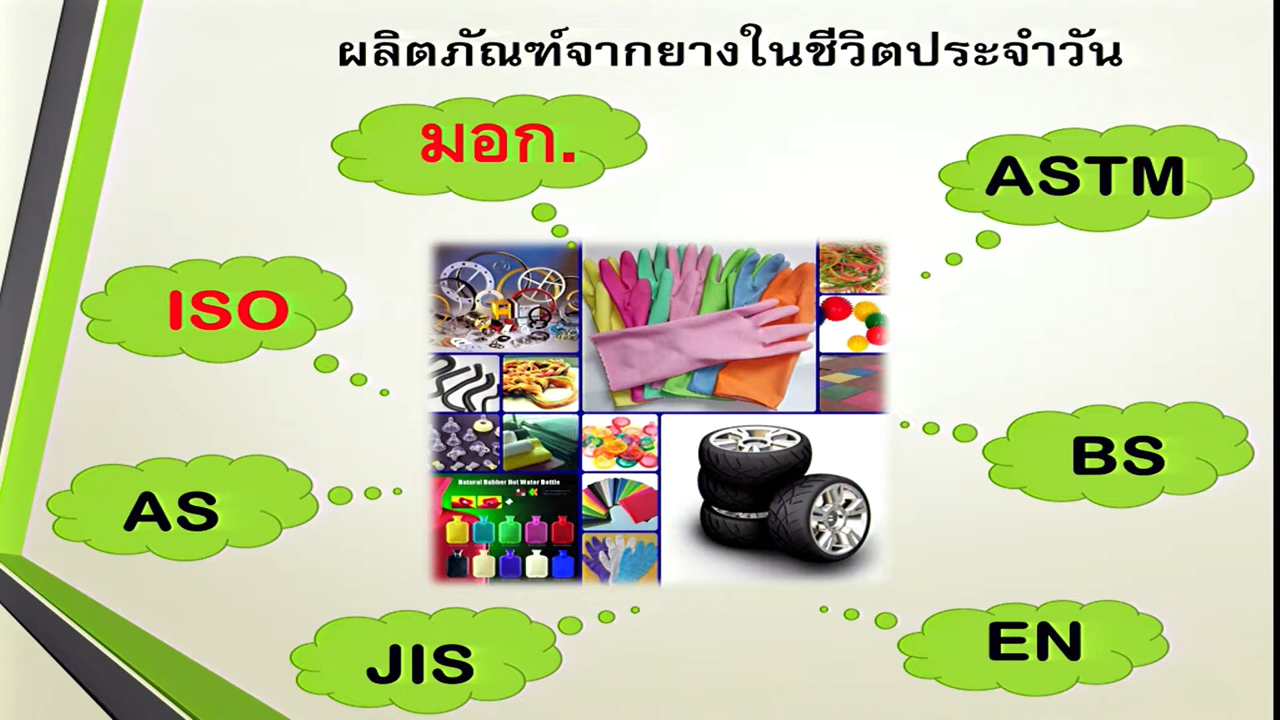 ผลิตภัณฑ์จากยางในชีวิตประจำวัน
มอก.
ASTM
ISO
BS
AS
Natural Rubber Hot Water Bottle
JIS
EN